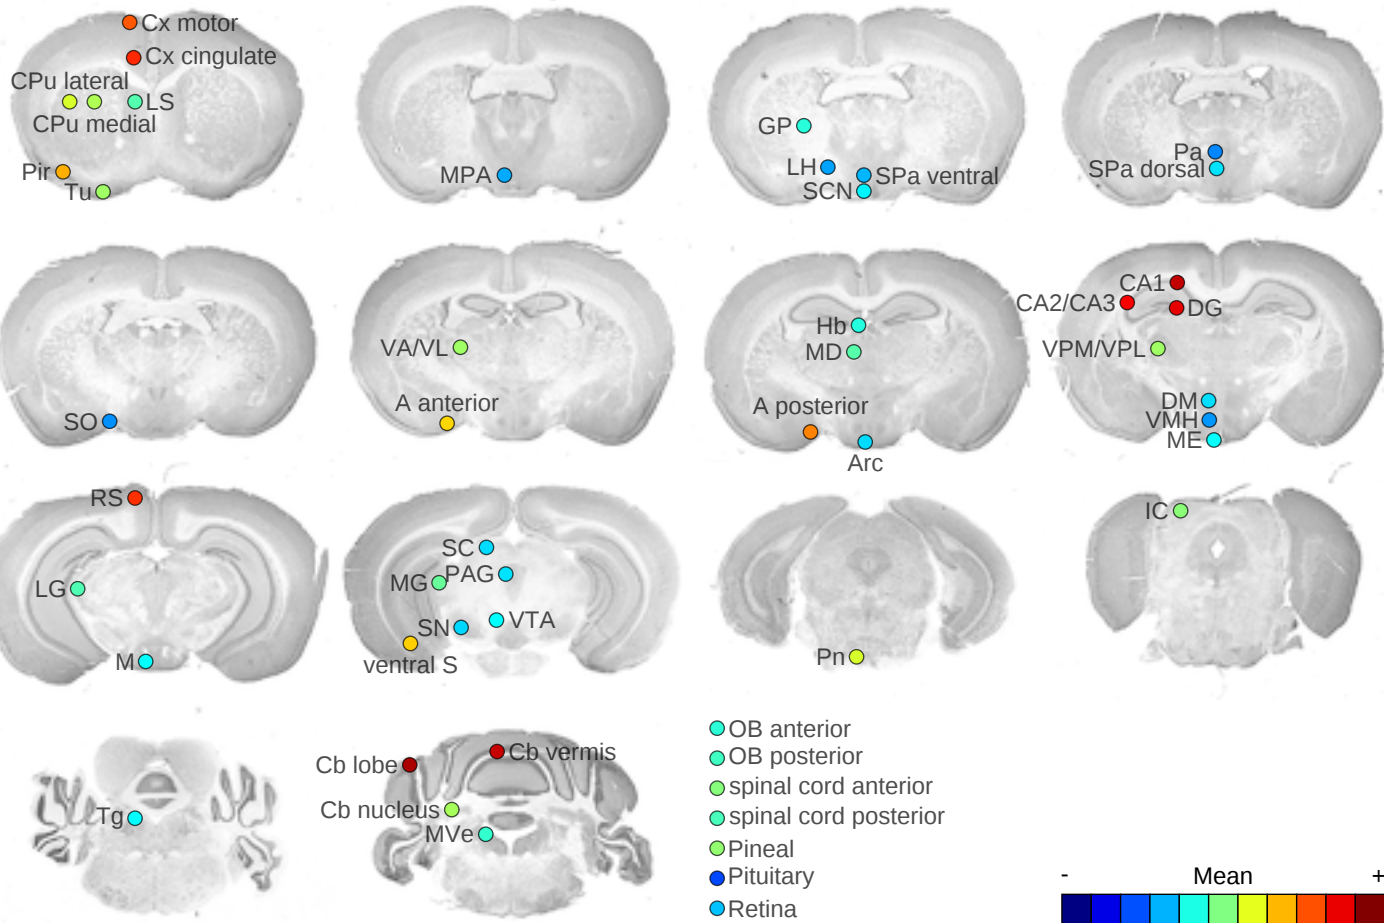 Cx motor
Cx cingulate
CPu lateral
LS
CPu medial
Pir
Tu
MPA
GP
LH
SPa ventral
SCN
Pa
SPa dorsal
SO
VA/VL
A anterior
Hb
MD
A posterior
Arc
CA1
CA2/CA3
DG
VPM/VPL
DM
VMH
ME
RS
LG
M
SC
MG
PAG
SN
VTA
ventral S
Pn
IC
Tg
Cb lobe
Cb vermis
Cb nucleus
MVe
OB anterior
OB posterior
spinal cord anterior
spinal cord posterior
Pineal
Pituitary
Retina
- Mean +